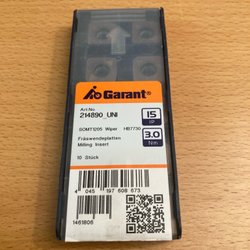 Garant
Art.No
214890_UNI
SOMT1205 Wiper HB7730
Fräswendeplatten
Milling Insert
10 Stück
15
IP
3.0
Nm
4 045197 608673
1461806